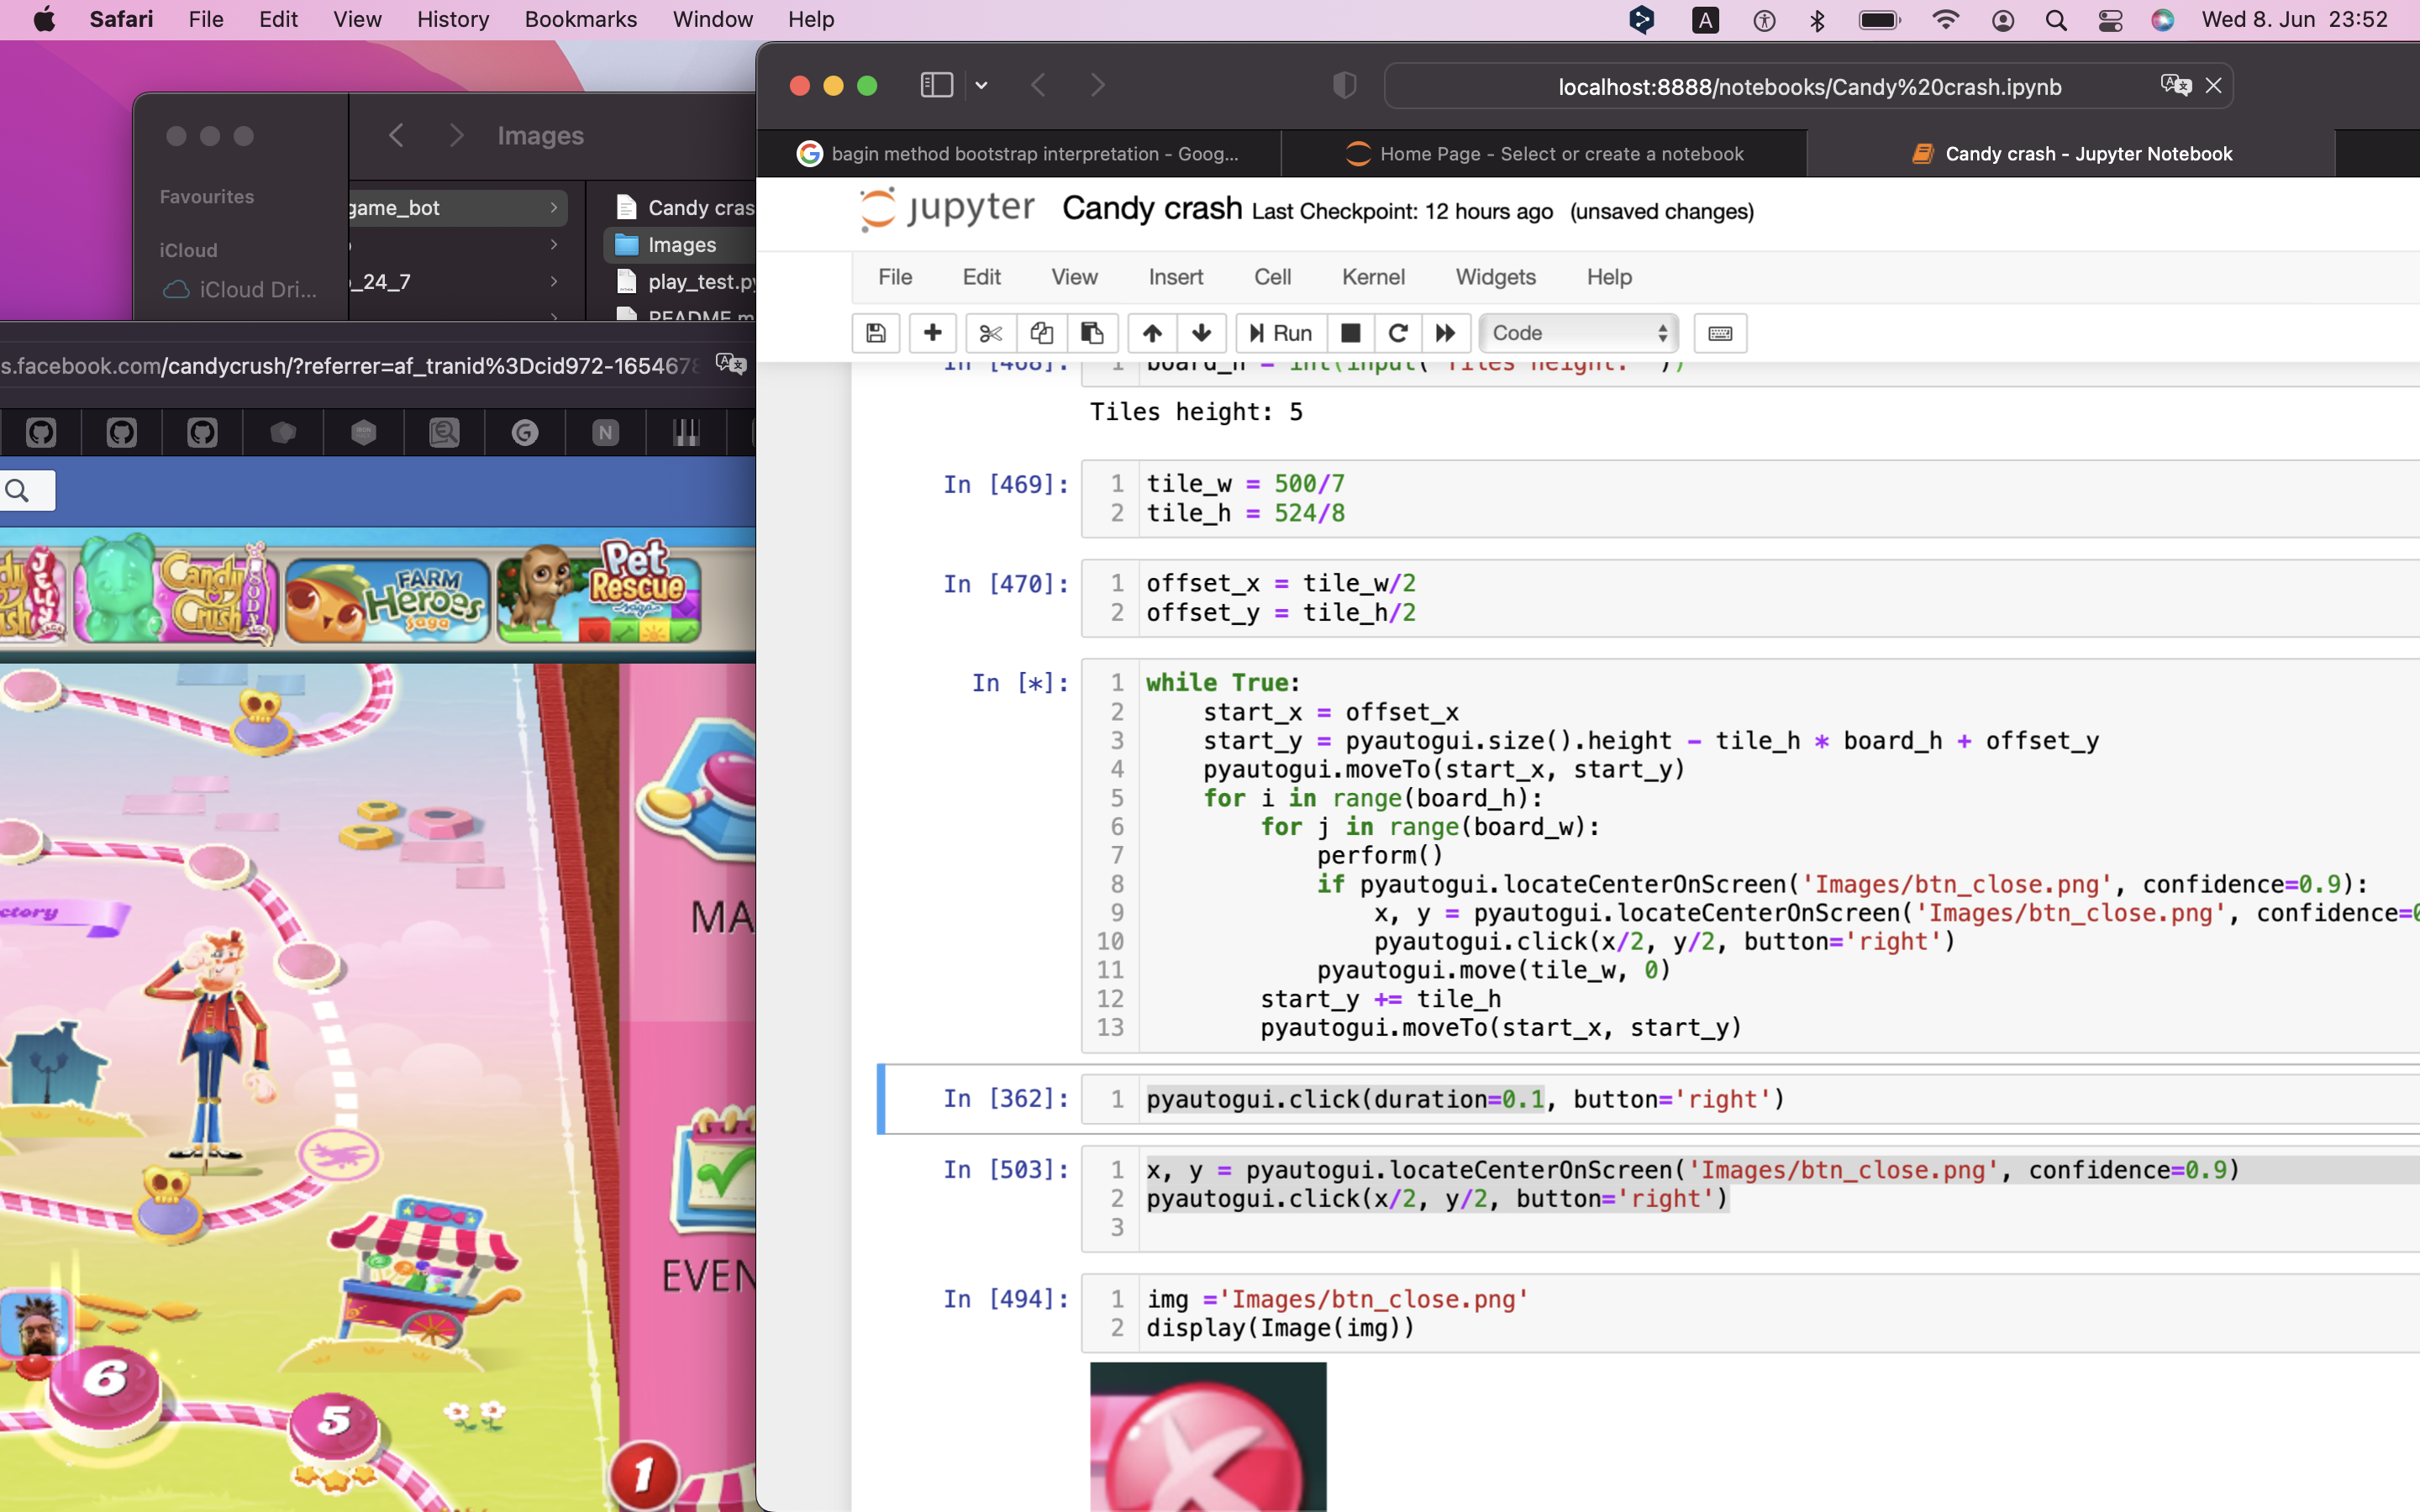 Safari File Edit View History Bookmarks Window Help
A
Wed 8. Jun 23:52
Images
Favourites
iCloud
iCloud Dri...
game_bot
_24_7
Candy cras
Images
play_test.py
README.m
s.facebook.com/candycrush/?referrer=af_tranid%3Dcid972-165467
N
Candy Crush SODA
FARM Heroes saga
Pet Rescue saga
MA
EVEN
6
5
1
localhost:8888/notebooks/Candy%20crash.ipynb
bagin method bootstrap interpretation - Goog...
Home Page - Select or create a notebook
Candy crash - Jupyter Notebook
jupyter Candy crash Last Checkpoint: 12 hours ago (unsaved changes)
File Edit View Insert Cell Kernel Widgets Help
Run Code
In [468]: 1 board_h = int(input("Tiles height: "))
Tiles height: 5
In [469]: 1 tile_w = 500/7
2 tile_h = 524/8
In [470]: 1 offset_x = tile_w/2
2 offset_y = tile_h/2
In [*]: 1 while True:
2 start_x = offset_x
3 start_y = pyautogui.size().height - tile_h * board_h + offset_y
4 pyautogui.moveTo(start_x, start_y)
5 for i in range(board_h):
6 for j in range(board_w):
7 perform()
8 if pyautogui.locateCenterOnScreen('Images/btn_close.png', confidence=0.9):
9 x, y = pyautogui.locateCenterOnScreen('Images/btn_close.png', confidence=0
10 pyautogui.click(x/2, y/2, button='right')
11 pyautogui.move(tile_w, 0)
12 start_y += tile_h
13 pyautogui.moveTo(start_x, start_y)
In [362]: 1 pyautogui.click(duration=0.1, button='right')
In [503]: 1 x, y = pyautogui.locateCenterOnScreen('Images/btn_close.png', confidence=0.9)
2 pyautogui.click(x/2, y/2, button='right')
3
In [494]: 1 img ='Images/btn_close.png'
2 display(Image(img))